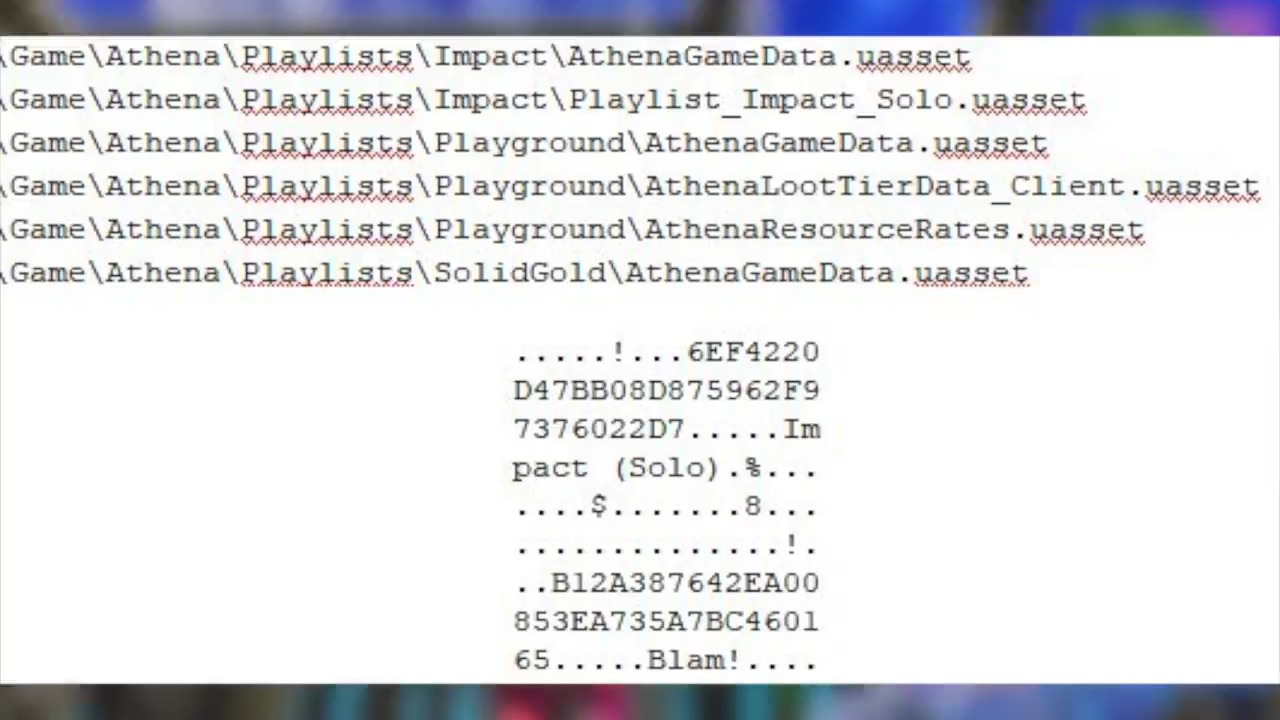 \Game\Athena\Playlists\Impact\AthenaGameData.uasset
\Game\Athena\Playlists\Impact\Playlist_Impact_Solo.uasset
\Game\Athena\Playlists\Playground\AthenaGameData.uasset
\Game\Athena\Playlists\Playground\AthenaLootTierData_Client.uasset
\Game\Athena\Playlists\Playground\AthenaResourceRates.uasset
\Game\Athena\Playlists\SolidGold\AthenaGameData.uasset
.....!...6EF4220
D47BB08D875962F9
7376022D7.....Im
pact (Solo).%...
....$.......8...
..............!.
..B12A387642EA00
853EA735A7BC4601
65.....Blam!....